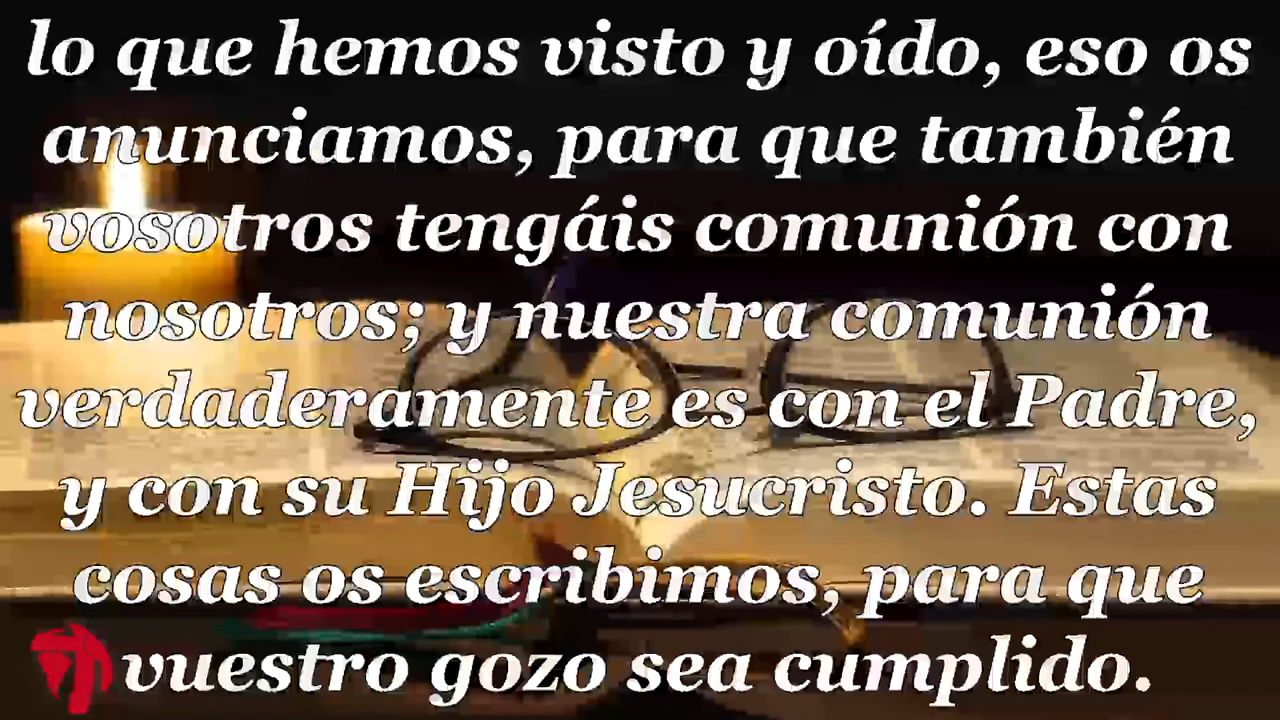 lo que hemos visto y oído, eso os
anunciamos, para que también
vosotros tengáis comunión con
nosotros; y nuestra comunión
verdaderamente es con el Padre,
y con su Hijo Jesucristo. Estas
cosas os escribimos, para que
vuestro gozo sea cumplido.